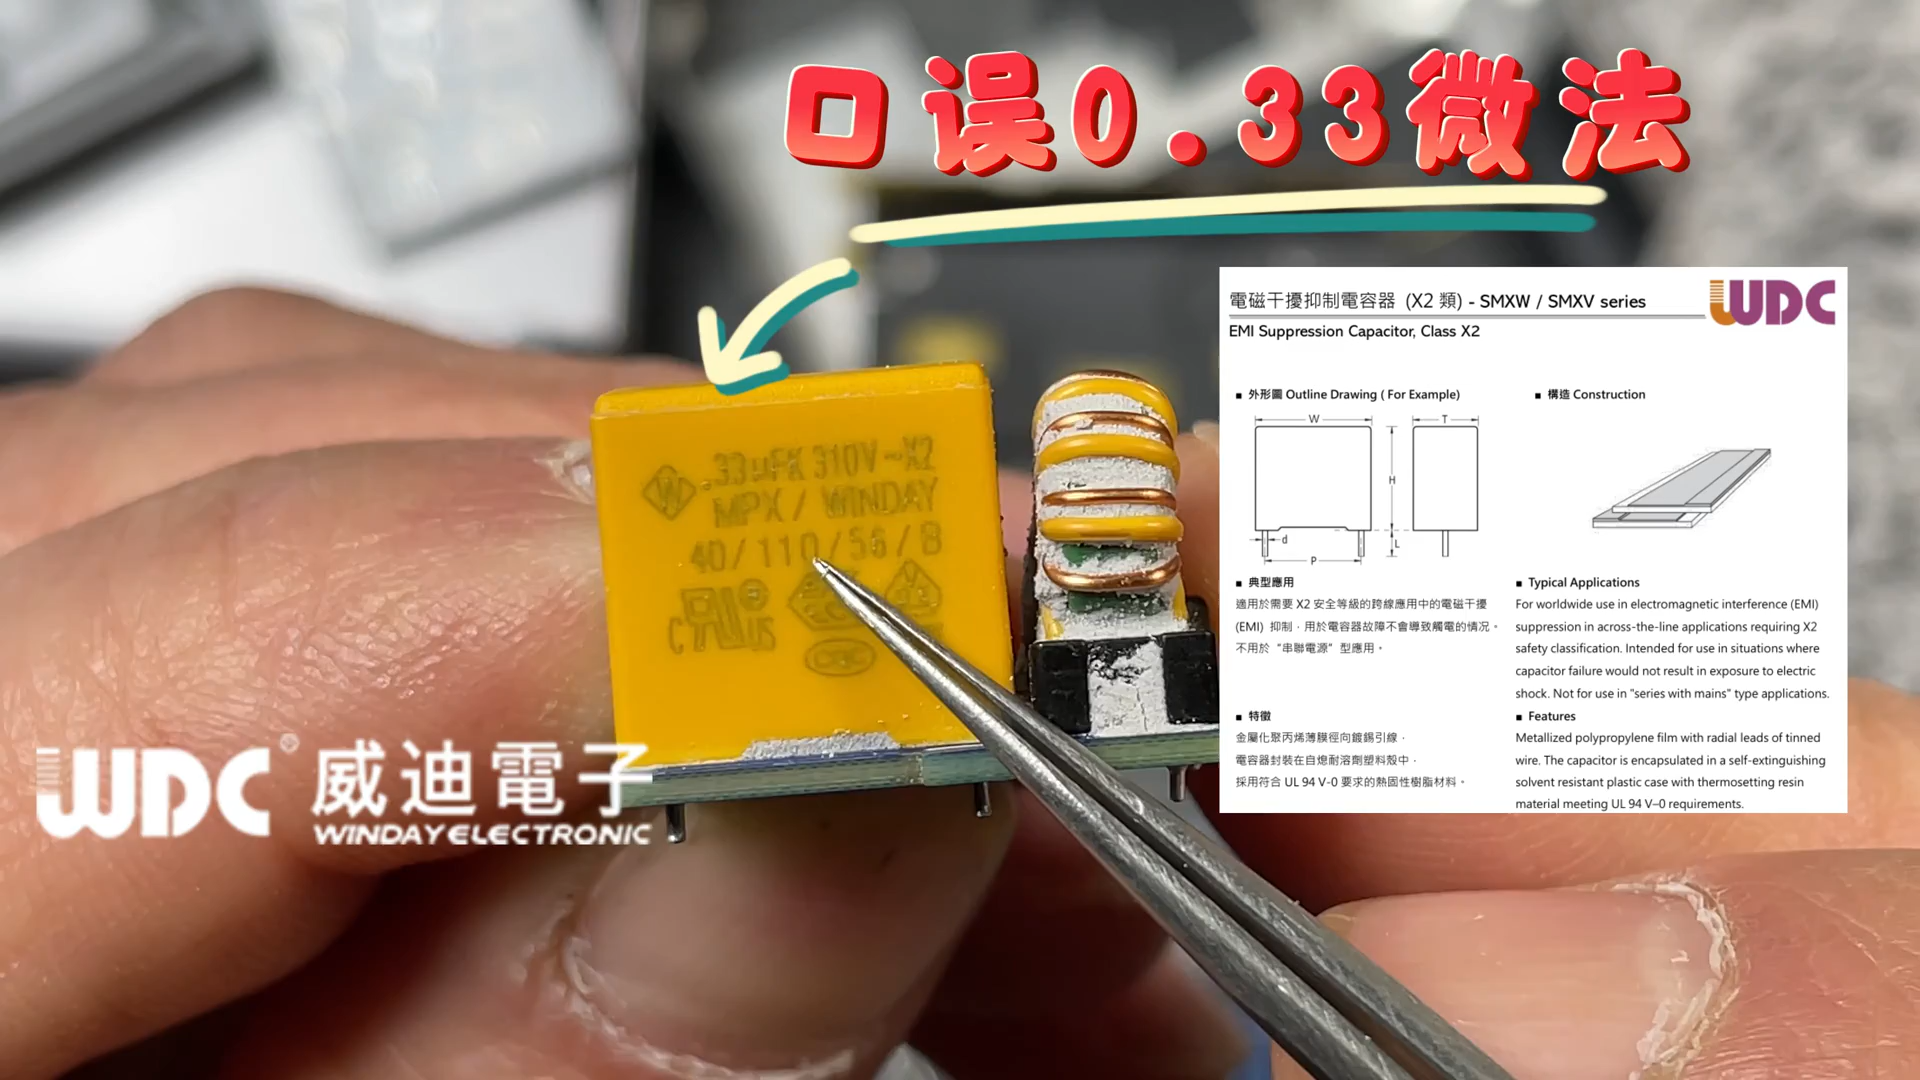 口误0.33微法
電磁干擾抑制電容器 (X2 類) - SMXW / SMXV series
WDC
EMI Suppression Capacitor, Class X2
■ 外形圖 Outline Drawing ( For Example)
■ 構造 Construction
W
T
H
d
L
P
■ 典型應用
適用於需要 X2 安全等級的跨線應用中的電磁干擾
(EMI) 抑制，用於電容器故障不會導致觸電的情況。
不用於 “串聯電源” 型應用。
■ Typical Applications
For worldwide use in electromagnetic interference (EMI)
suppression in across-the-line applications requiring X2
safety classification. Intended for use in situations where
capacitor failure would not result in exposure to electric
shock. Not for use in "series with mains" type applications.
■ 特徵
金屬化聚丙烯薄膜徑向鍍錫引線，
電容器封裝在自熄耐溶劑塑料殼中，
採用符合 UL 94 V-0 要求的熱固性樹脂材料。
■ Features
Metallized polypropylene film with radial leads of tinned
wire. The capacitor is encapsulated in a self-extinguishing
solvent resistant plastic case with thermosetting resin
material meeting UL 94 V–0 requirements.
W .33µFK 310V~X2
MPX / WINDAY
40/110/56/B
c RU us
CQC
WDC® 威迪電子
WINDAY ELECTRONIC